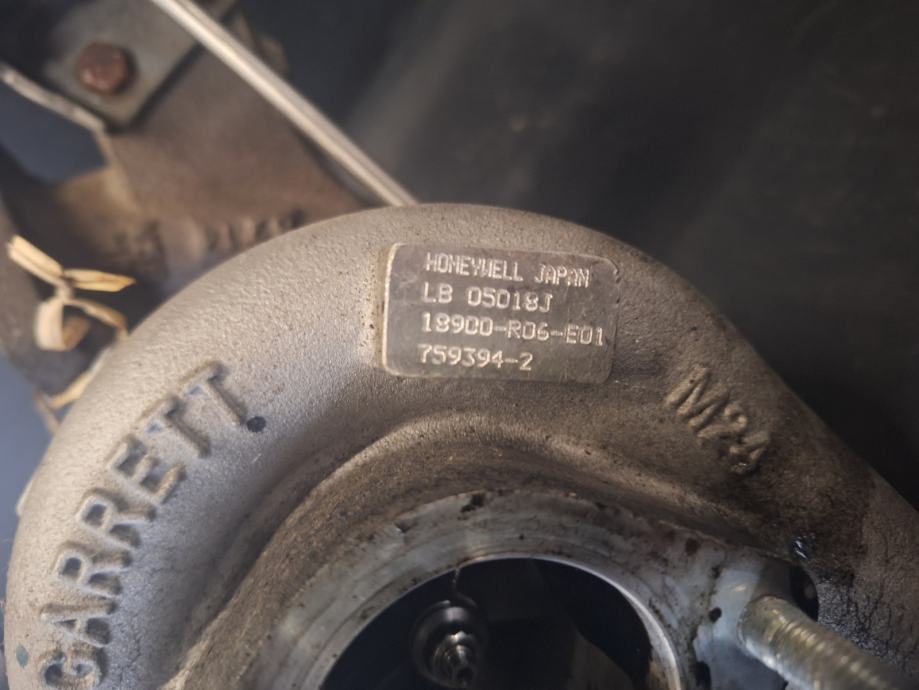 HONEYWELL JAPAN
LB 05018J
18900-R06-E01
759394-2
GARRETT
M24